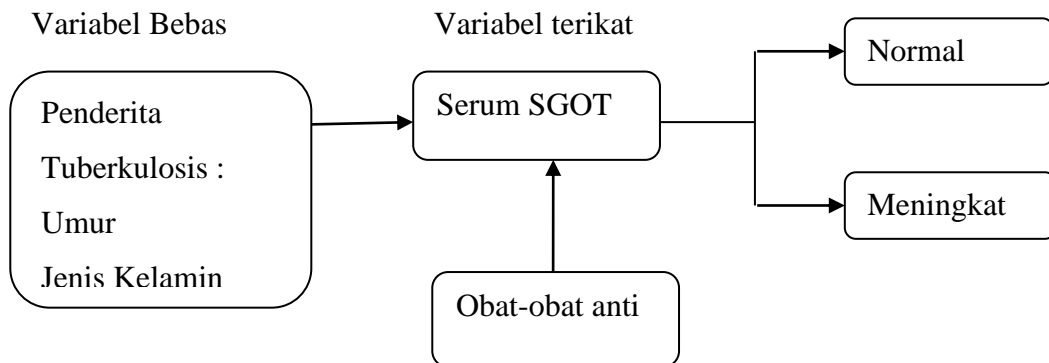 Variabel Bebas
Variabel terikat
Normal
Penderita
Tuberkulosis :
Umur
Jenis Kelamin
Serum SGOT
Meningkat
Obat-obat anti